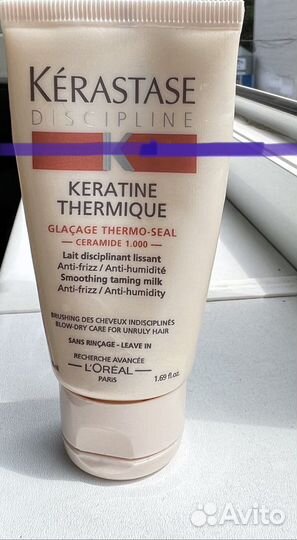 KÉRASTASE
DISCIPLINE
K
KERATINE
THERMIQUE
GLAÇAGE THERMO-SEAL
CERAMIDE 1.000
Lait disciplinant lissant
Anti-frizz / Anti-humidité
Smoothing taming milk
Anti-frizz / Anti-humidity
BRUSHING DES CHEVEUX INDISCIPLINÉS
BLOW-DRY CARE FOR UNRULY HAIR
SANS RINÇAGE - LEAVE IN
RECHERCHE AVANCÉE
L'ORÉAL
PARIS
1.69 fl.oz.
Avito